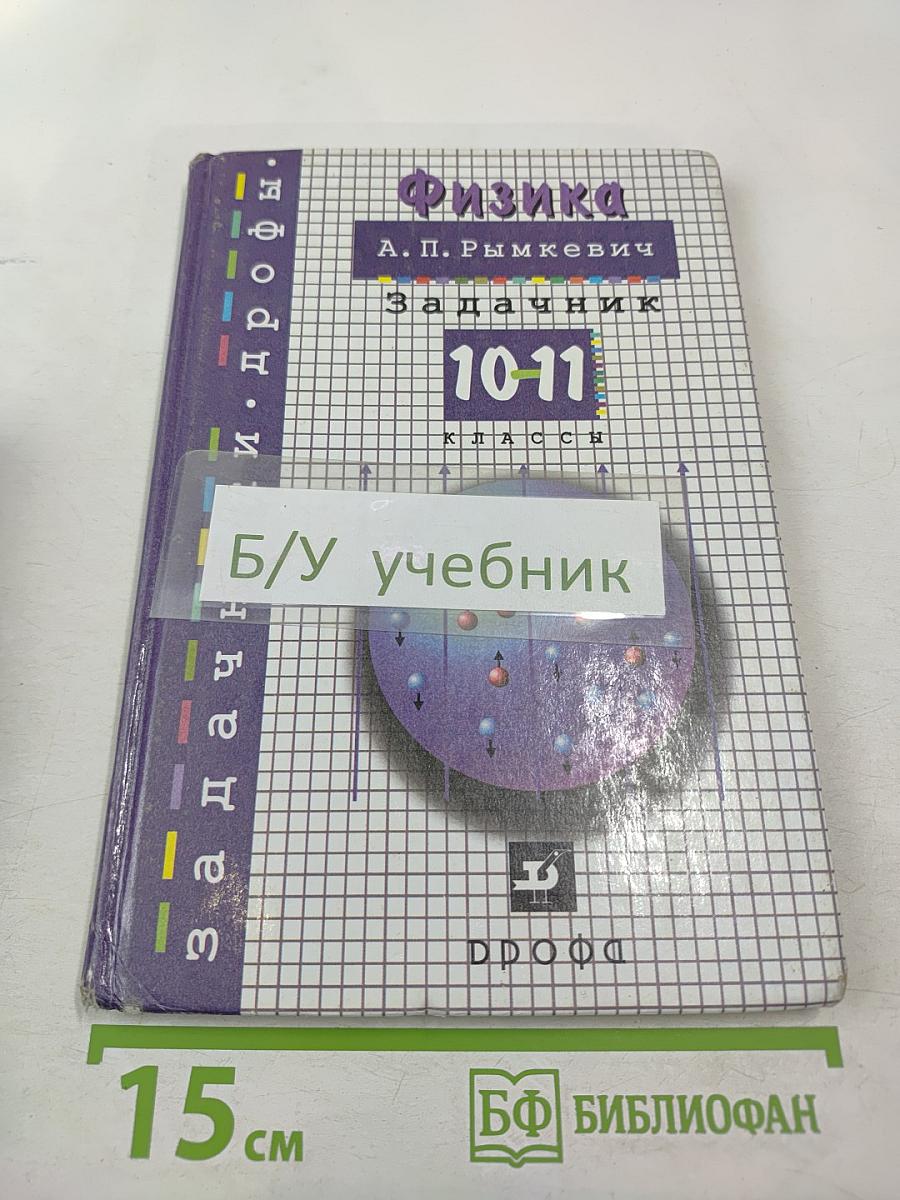 Физика
А.П.Рымкевич
Задачник
10-11
КЛАССЫ
Б/У учебник
дрофа
задачники.дрофы.
15 см
БФ БИБЛИОФАН